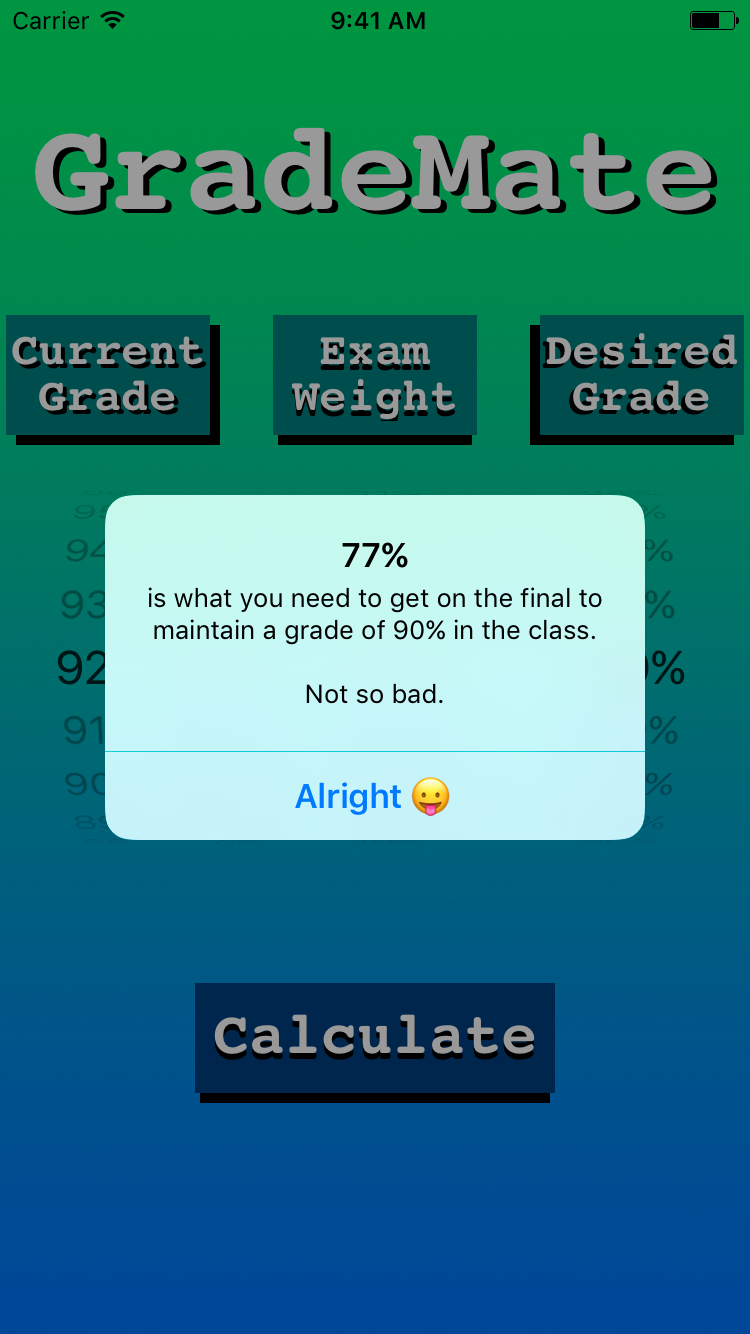 Carrier 9:41 AM
GradeMate
Current Exam Desired
Grade Weight Grade
94 %
93 %
92 %
91 %
90 %
89 %
77%
is what you need to get on the final to
maintain a grade of 90% in the class.
Not so bad.
Alright 😛
Calculate